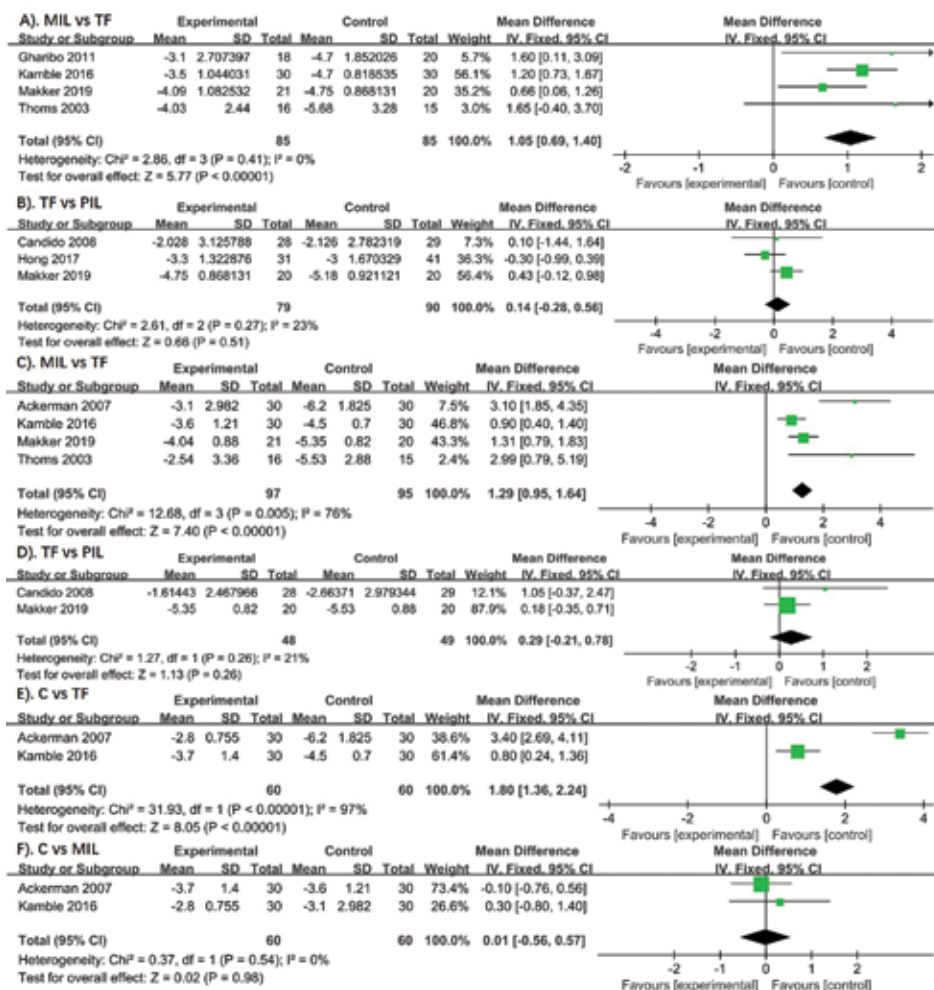 A). MIL vs TF Experimental Control Mean Difference Mean Difference
Study or Subgroup Mean SD Total Mean SD Total Weight IV. Fixed. 95% CI IV. Fixed. 95% CI
Gharibo 2011 -3.1 2.707397 18 -4.7 1.852026 20 5.7% 1.60 [0.11, 3.09]
Kamble 2016 -3.5 1.044031 30 -4.7 0.818535 30 56.1% 1.20 [0.73, 1.67]
Makker 2019 -4.09 1.082532 21 -4.75 0.868131 20 35.2% 0.66 [0.06, 1.26]
Thoms 2003 -4.03 2.44 16 -5.68 3.28 15 3.0% 1.65 [-0.40, 3.70]
Total (95% CI) 85 85 100.0% 1.05 [0.69, 1.40]
Heterogeneity: Chi² = 2.86, df = 3 (P = 0.41); I² = 0%
Test for overall effect: Z = 5.77 (P < 0.00001)
-2 -1 0 1 2
Favours [experimental] Favours [control]
B). TF vs PIL Experimental Control Mean Difference Mean Difference
Study or Subgroup Mean SD Total Mean SD Total Weight IV. Fixed. 95% CI IV. Fixed. 95% CI
Candido 2008 -2.028 3.125788 28 -2.126 2.782319 29 7.3% 0.10 [-1.44, 1.64]
Hong 2017 -3.3 1.322876 31 -3 1.670329 41 36.3% -0.30 [-0.99, 0.39]
Makker 2019 -4.75 0.868131 20 -5.18 0.921121 20 56.4% 0.43 [-0.12, 0.98]
Total (95% CI) 79 90 100.0% 0.14 [-0.28, 0.56]
Heterogeneity: Chi² = 2.61, df = 2 (P = 0.27); I² = 23%
Test for overall effect: Z = 0.66 (P = 0.51)
-4 -2 0 2 4
Favours [experimental] Favours [control]
C). MIL vs TF Experimental Control Mean Difference Mean Difference
Study or Subgroup Mean SD Total Mean SD Total Weight IV. Fixed. 95% CI IV. Fixed. 95% CI
Ackerman 2007 -3.1 2.982 30 -6.2 1.825 30 7.5% 3.10 [1.85, 4.35]
Kamble 2016 -3.6 1.21 30 -4.5 0.7 30 46.8% 0.90 [0.40, 1.40]
Makker 2019 -4.04 0.88 21 -5.35 0.82 20 43.3% 1.31 [0.79, 1.83]
Thoms 2003 -2.54 3.36 16 -5.53 2.88 15 2.4% 2.99 [0.79, 5.19]
Total (95% CI) 97 95 100.0% 1.29 [0.95, 1.64]
Heterogeneity: Chi² = 12.68, df = 3 (P = 0.005); I² = 76%
Test for overall effect: Z = 7.40 (P < 0.00001)
-4 -2 0 2 4
Favours [experimental] Favours [control]
D). TF vs PIL Experimental Control Mean Difference Mean Difference
Study or Subgroup Mean SD Total Mean SD Total Weight IV. Fixed. 95% CI IV. Fixed. 95% CI
Candido 2008 -1.61443 2.467966 28 -2.66371 2.979344 29 12.1% 1.05 [-0.37, 2.47]
Makker 2019 -5.35 0.82 20 -5.53 0.88 20 87.9% 0.18 [-0.35, 0.71]
Total (95% CI) 48 49 100.0% 0.29 [-0.21, 0.78]
Heterogeneity: Chi² = 1.27, df = 1 (P = 0.26); I² = 21%
Test for overall effect: Z = 1.13 (P = 0.26)
-2 -1 0 1 2
Favours [experimental] Favours [control]
E). C vs TF Experimental Control Mean Difference Mean Difference
Study or Subgroup Mean SD Total Mean SD Total Weight IV. Fixed. 95% CI IV. Fixed. 95% CI
Ackerman 2007 -2.8 0.755 30 -6.2 1.825 30 38.6% 3.40 [2.69, 4.11]
Kamble 2016 -3.7 1.4 30 -4.5 0.7 30 61.4% 0.80 [0.24, 1.36]
Total (95% CI) 60 60 100.0% 1.80 [1.36, 2.24]
Heterogeneity: Chi² = 31.93, df = 1 (P < 0.00001); I² = 97%
Test for overall effect: Z = 8.05 (P < 0.00001)
-4 -2 0 2 4
Favours [experimental] Favours [control]
F). C vs MIL Experimental Control Mean Difference Mean Difference
Study or Subgroup Mean SD Total Mean SD Total Weight IV. Fixed. 95% CI IV. Fixed. 95% CI
Ackerman 2007 -3.7 1.4 30 -3.6 1.21 30 73.4% -0.10 [-0.76, 0.56]
Kamble 2016 -2.8 0.755 30 -3.1 2.982 30 26.6% 0.30 [-0.80, 1.40]
Total (95% CI) 60 60 100.0% 0.01 [-0.56, 0.57]
Heterogeneity: Chi² = 0.37, df = 1 (P = 0.54); I² = 0%
Test for overall effect: Z = 0.02 (P = 0.98)
-2 -1 0 1 2
Favours [experimental] Favours [control]